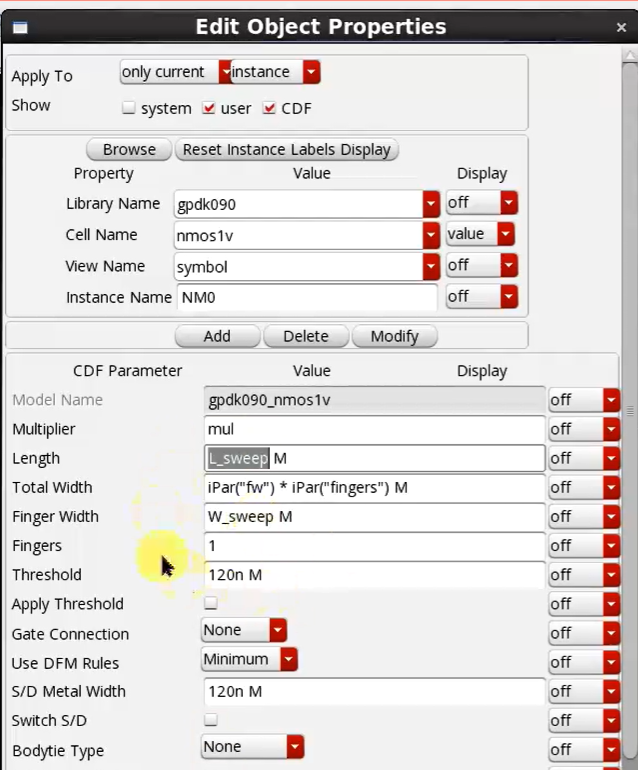 Edit Object Properties
Apply To only current instance
Show system user CDF
Browse Reset Instance Labels Display
Property Value Display
Library Name gpdk090 off
Cell Name nmos1v value
View Name symbol off
Instance Name NM0 off
Add Delete Modify
CDF Parameter Value Display
Model Name gpdk090_nmos1v off
Multiplier mul off
Length L_sweep M off
Total Width iPar("fw") * iPar("fingers") M off
Finger Width W_sweep M off
Fingers 1 off
Threshold 120n M off
Apply Threshold off
Gate Connection None off
Use DFM Rules Minimum off
S/D Metal Width 120n M off
Switch S/D off
Bodytie Type None off